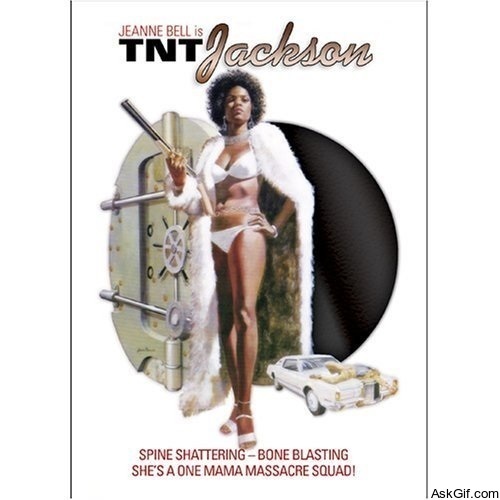 JEANNE BELL is
TNT Jackson
SPINE SHATTERING – BONE BLASTING
SHE'S A ONE MAMA MASSACRE SQUAD!
AskGif.com